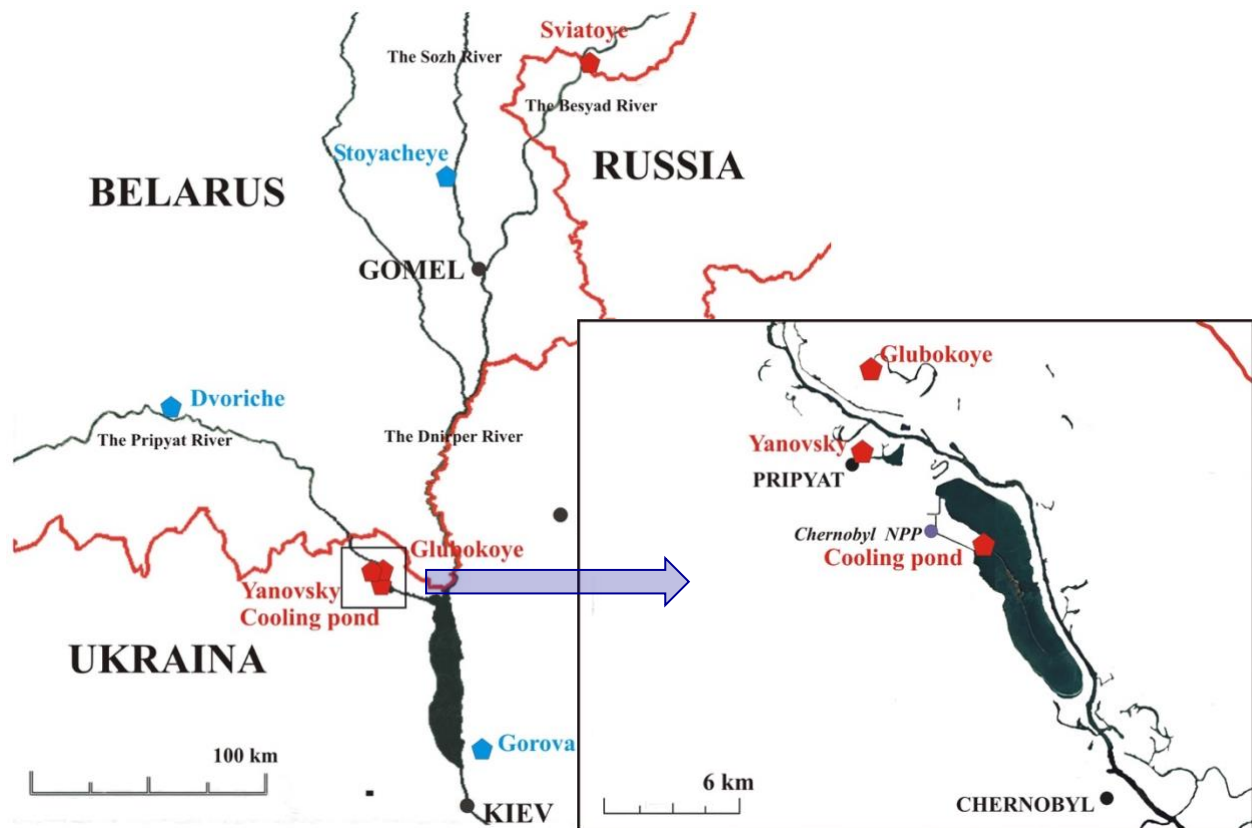 Sviatoye
The Sozh River
The Besyad River
Stoyacheye
RUSSIA
BELARUS
GOMEL
Dvoriche
The Pripyat River
The Dnirper River
Glubokoye
Yanovsky
Cooling pond
UKRAINA
100 km
Gorova
KIEV
Glubokoye
Yanovsky
PRIPYAT
Chernobyl NPP
Cooling pond
6 km
CHERNOBYL